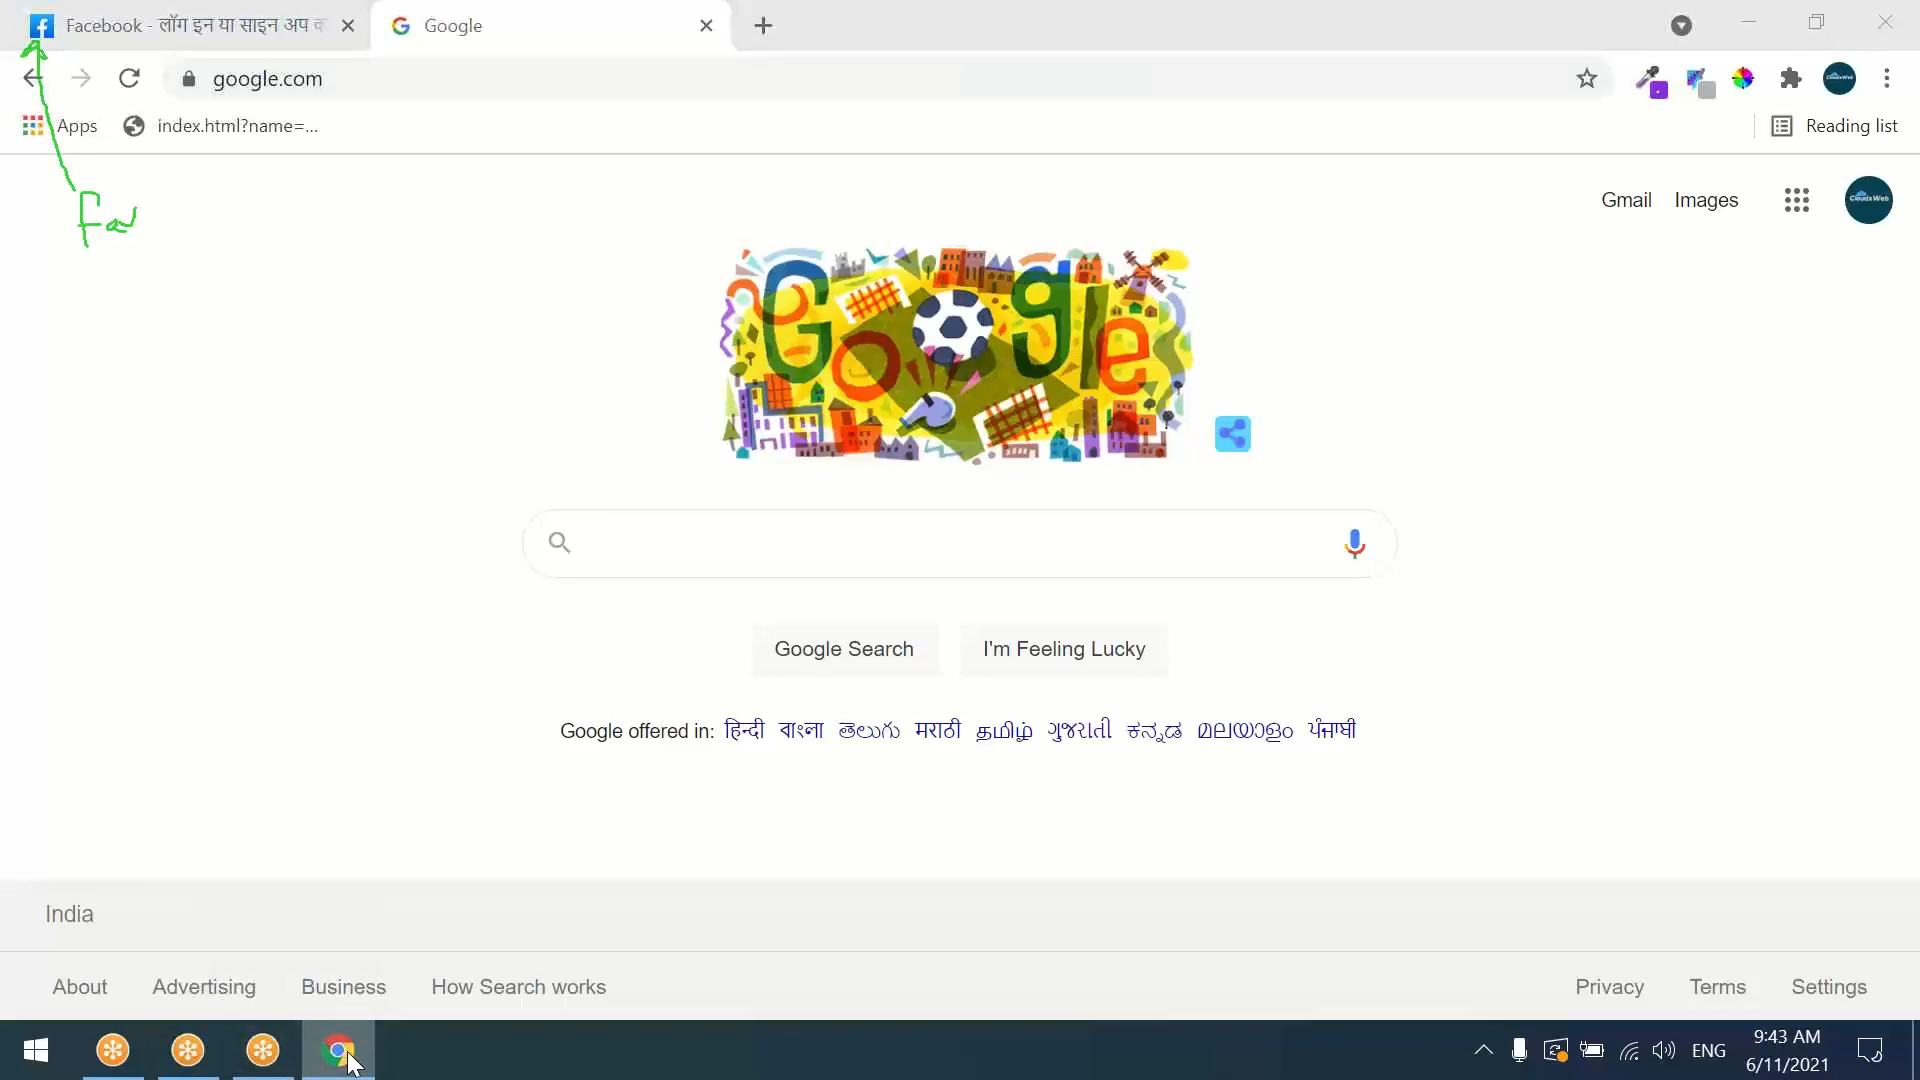 Facebook - लॉग इन या साइन अप क
Google
google.com
Apps
index.html?name=...
Reading list
Fav
Gmail
Images
CloudxWeb
Google
Google Search
I'm Feeling Lucky
Google offered in: हिन्दी বাংলা తెలుగు मराठी தமிழ் ગુજરાતી ಕನ್ನಡ മലയാളം ਪੰਜਾਬੀ
India
About
Advertising
Business
How Search works
Privacy
Terms
Settings
ENG
9:43 AM
6/11/2021